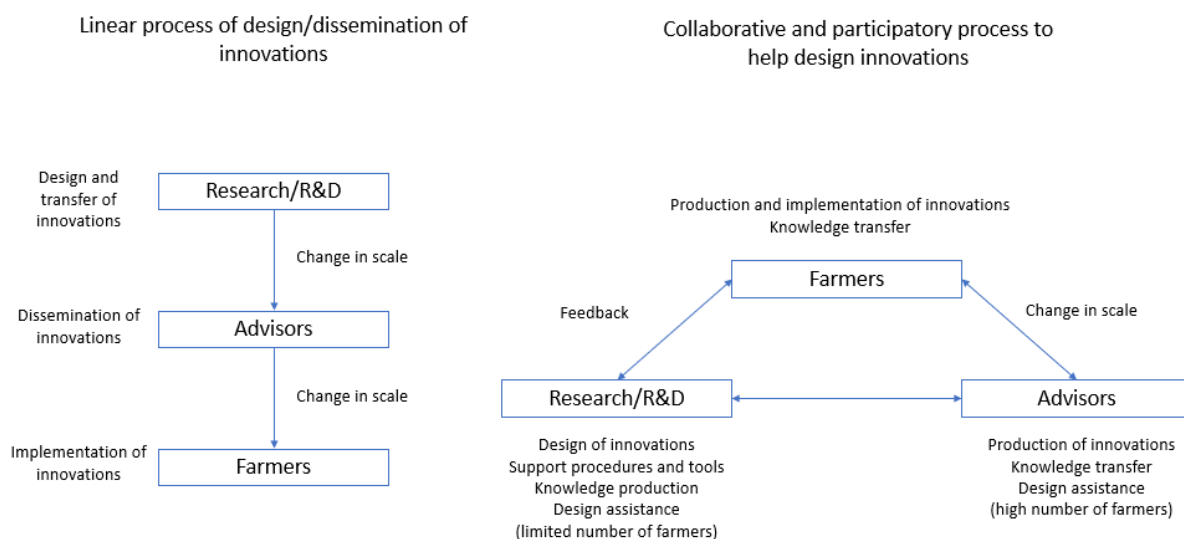 Linear process of design/dissemination of
innovations
Design and
transfer of
innovations
Research/R&D
Change in scale
Dissemination of
innovations
Advisors
Change in scale
Implementation of
innovations
Farmers
Collaborative and participatory process to
help design innovations
Production and implementation of innovations
Knowledge transfer
Farmers
Feedback
Change in scale
Research/R&D
Advisors
Design of innovations
Support procedures and tools
Knowledge production
Design assistance
(limited number of farmers)
Production of innovations
Knowledge transfer
Design assistance
(high number of farmers)